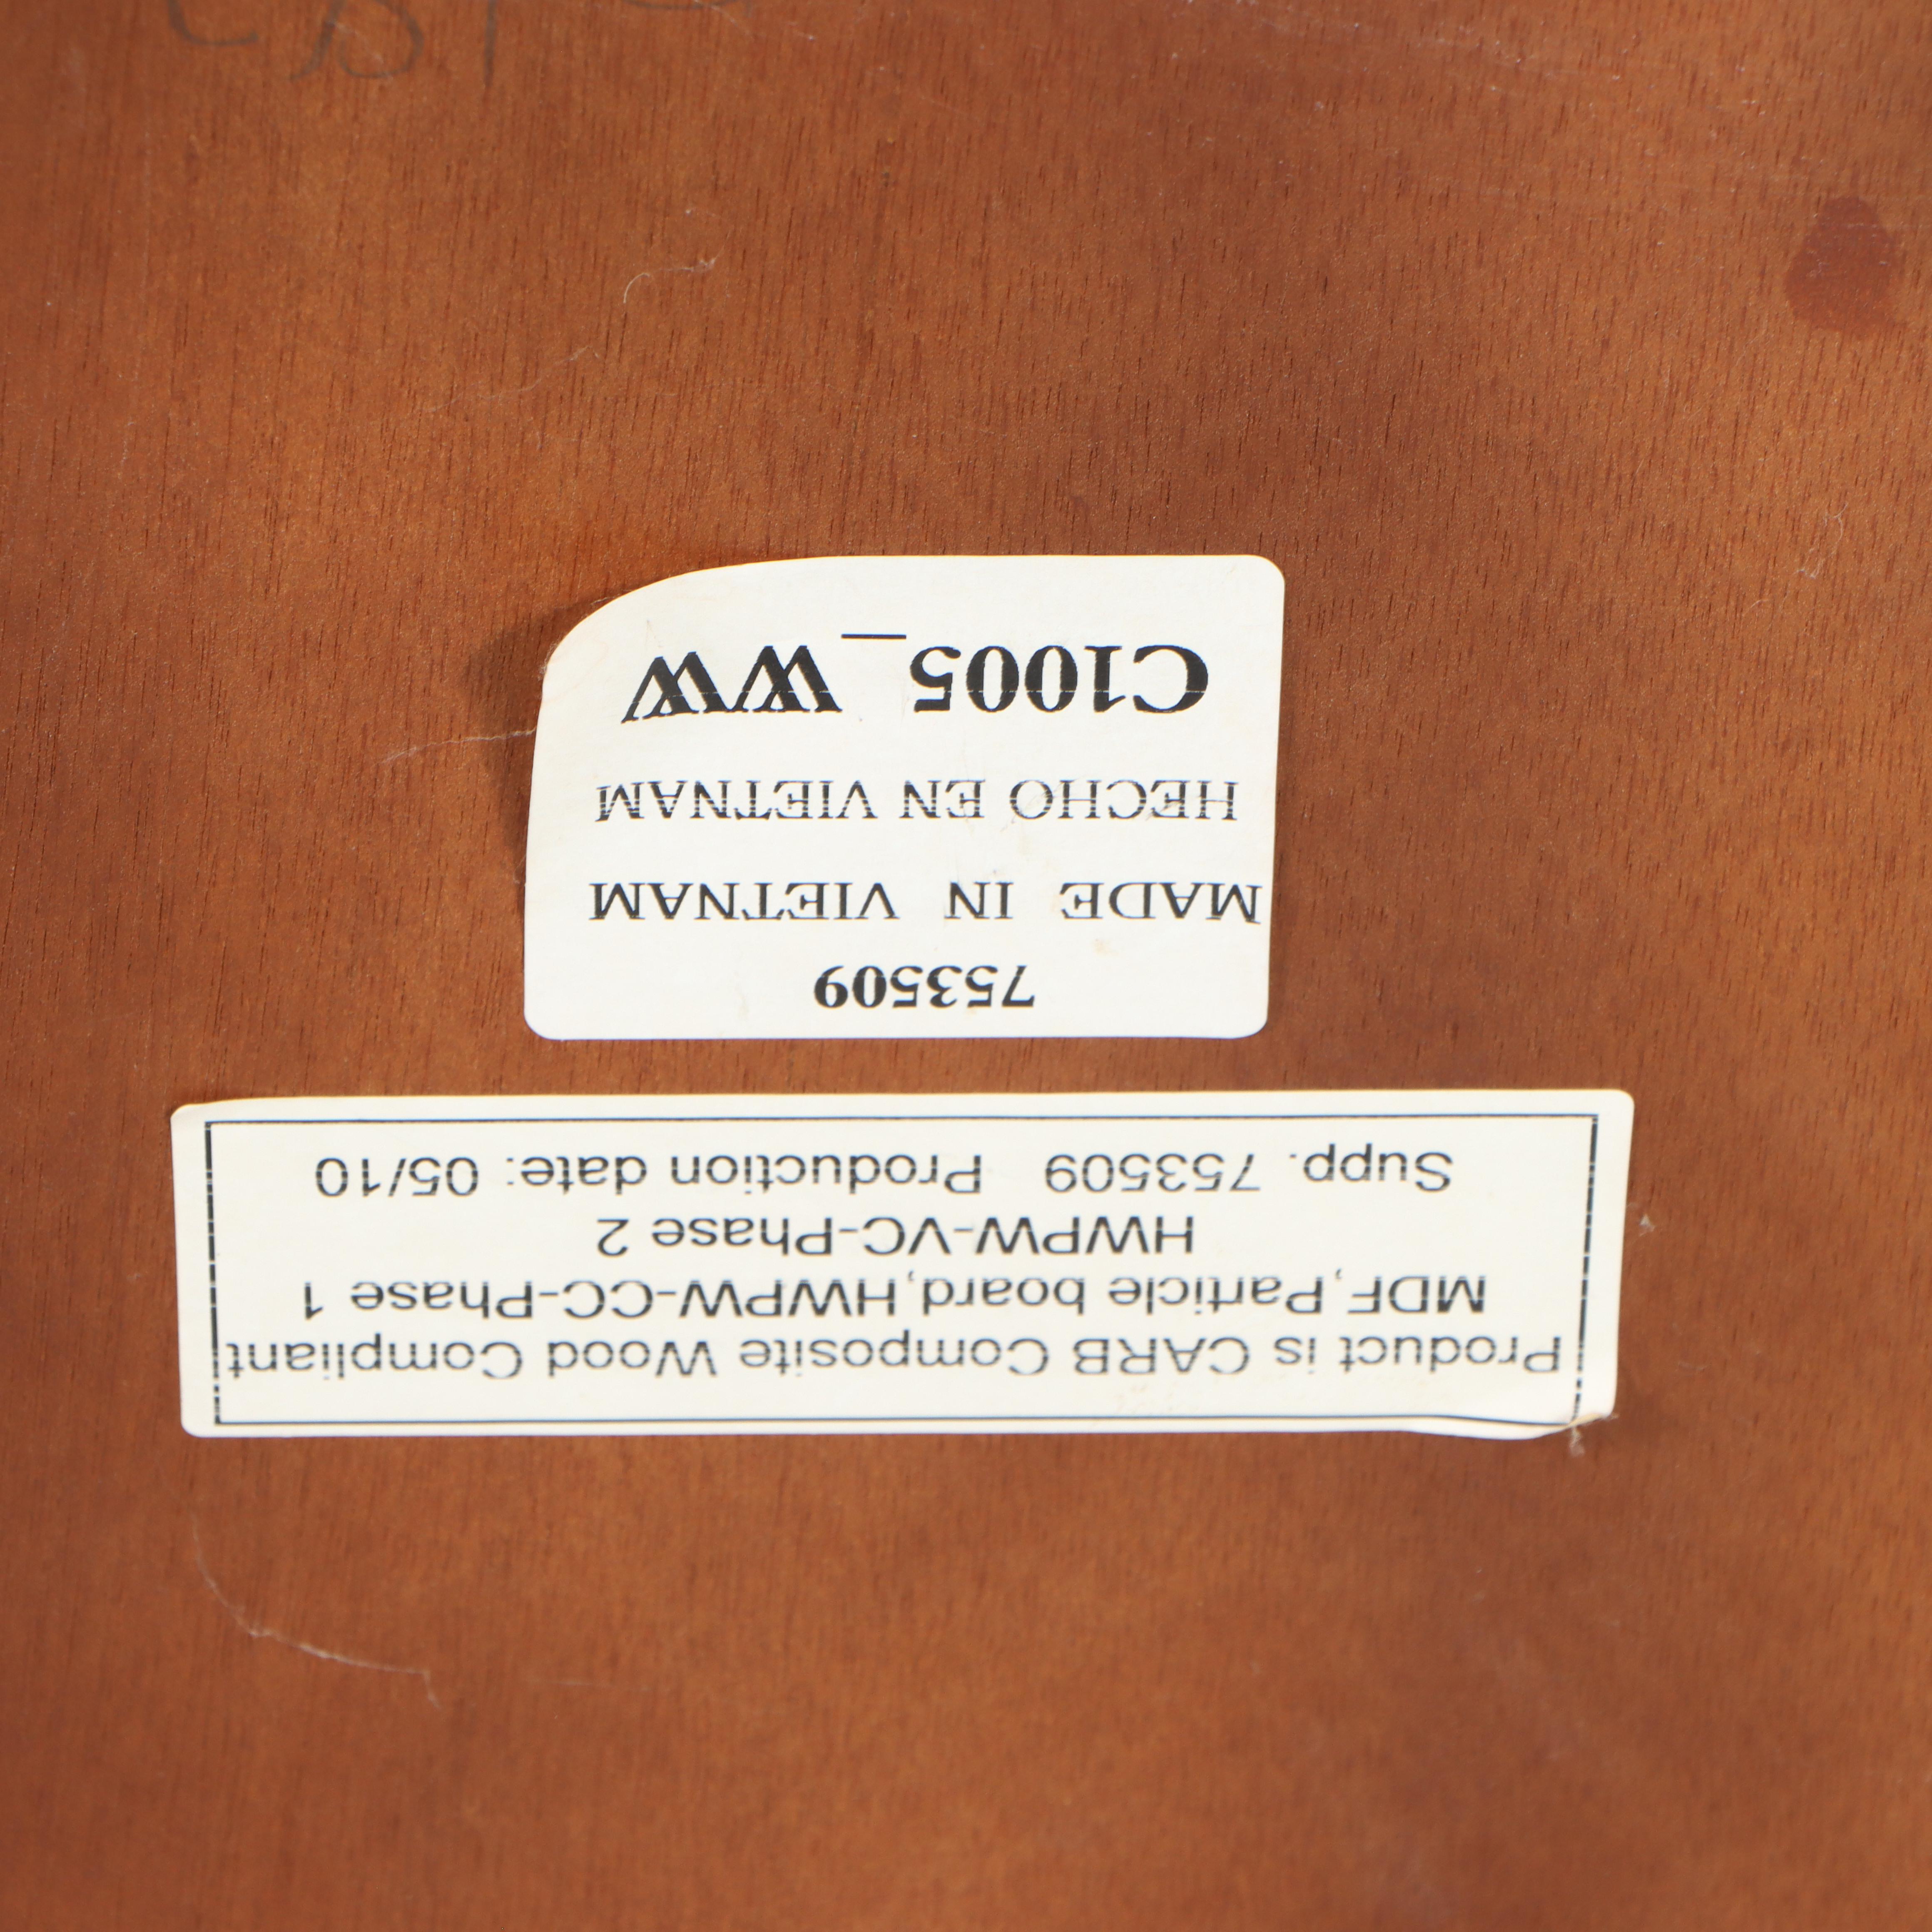 Product is CARB Composite Wood Compliant
MDF,Particle board,HWPW-CC-Phase 1
HWPW-VC-Phase 2
Supp. 753509 Production date: 05/10
753509
MADE IN VIETNAM
HECHO EN VIETNAM
C1005_WW